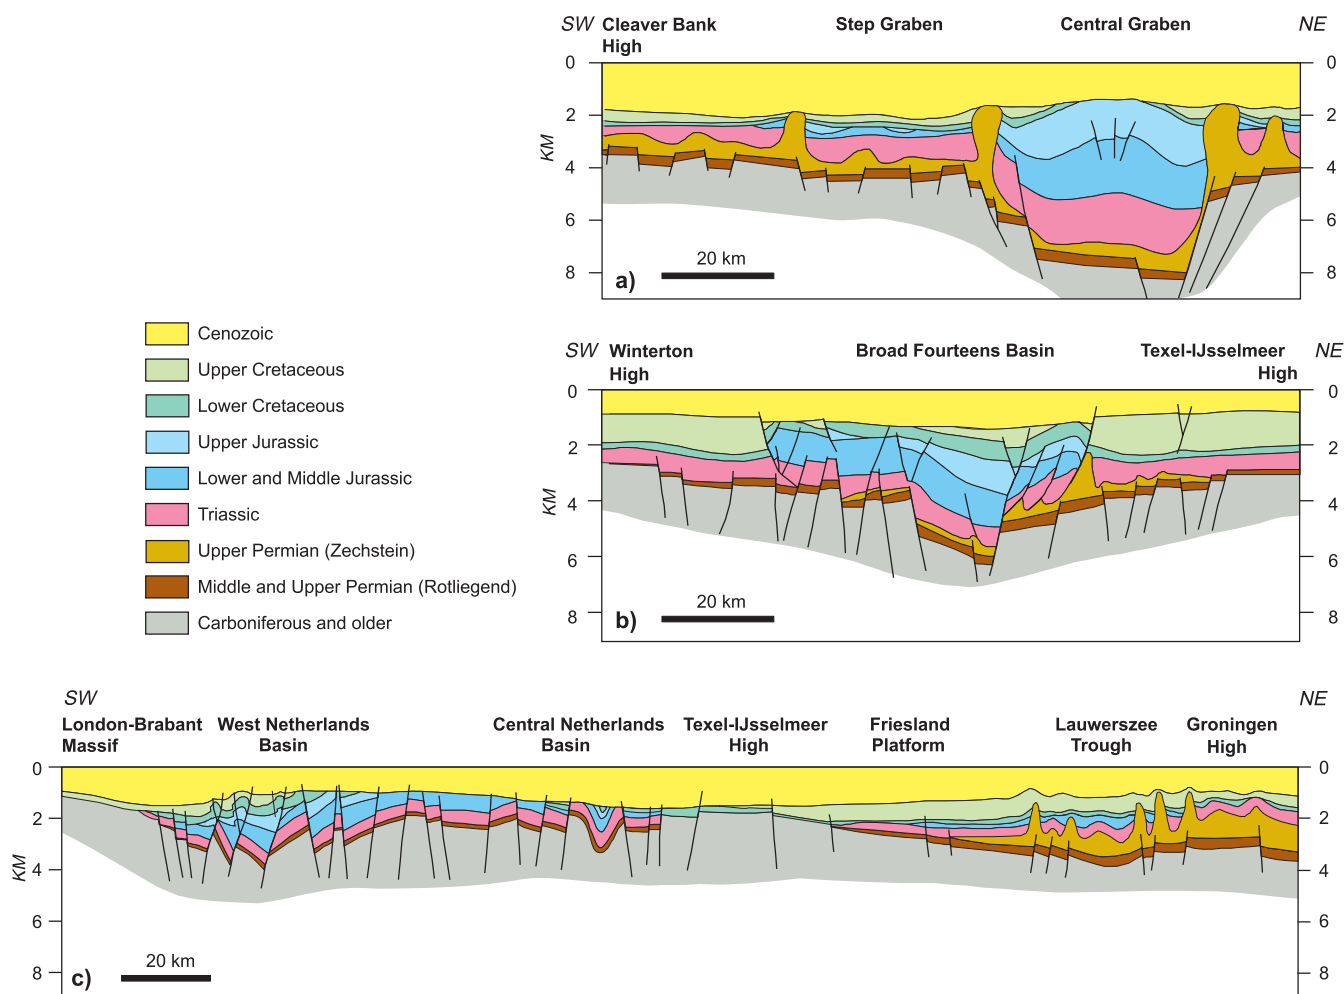 SW Cleaver Bank High Step Graben Central Graben NE
0 0
2 2
KM
4 4
6 6
8 8
20 km
a)
Cenozoic
Upper Cretaceous
Lower Cretaceous
Upper Jurassic
Lower and Middle Jurassic
Triassic
Upper Permian (Zechstein)
Middle and Upper Permian (Rotliegend)
Carboniferous and older
SW Winterton High Broad Fourteens Basin Texel-IJsselmeer High NE
0 0
2 2
KM
4 4
6 6
8 8
20 km
b)
SW NE
London-Brabant West Netherlands Central Netherlands Texel-IJsselmeer Friesland Lauwerszee Groningen
Massif Basin Basin High Platform Trough High
0 0
2 2
KM
4 4
6 6
8 8
20 km
c)